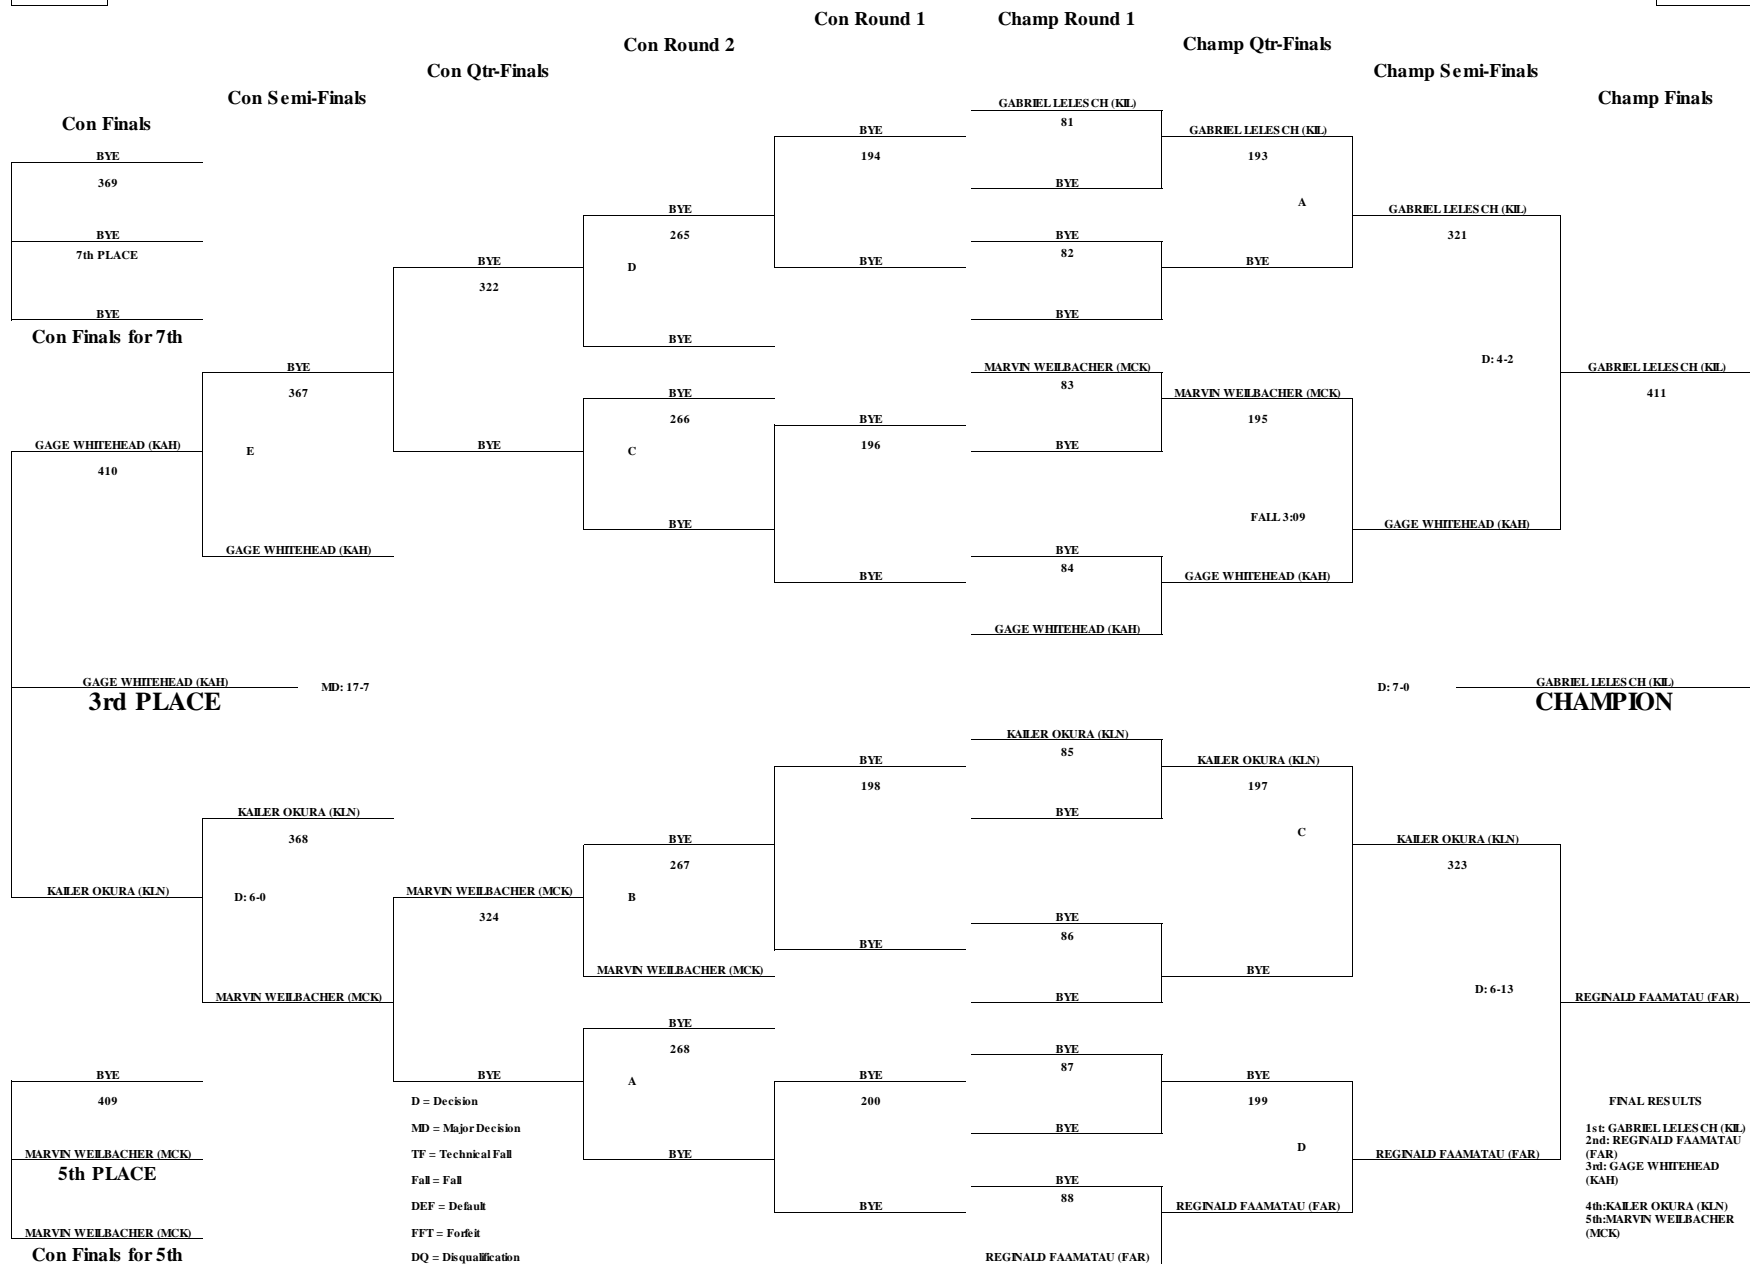 Con Round 1
Champ Round 1
Con Round 2
Champ Qtr-Finals
Con Qtr-Finals
Champ Semi-Finals
Con Semi-Finals
Champ Finals
Con Finals
GABRIEL LELESCH (KIL)
81
BYE
GABRIEL LELESCH (KIL)
BYE
194
193
369
BYE
A
BYE
GABRIEL LELESCH (KIL)
BYE
BYE
265
321
7th PLACE
82
BYE
D
BYE
BYE
322
BYE
BYE
Con Finals for 7th
BYE
D: 4-2
BYE
MARVIN WEILBACHER (MCK)
GABRIEL LELESCH (KIL)
83
367
BYE
MARVIN WEILBACHER (MCK)
411
266
BYE
195
GAGE WHITEHEAD (KAH)
E
BYE
C
196
BYE
410
FALL 3:09
BYE
GAGE WHITEHEAD (KAH)
GAGE WHITEHEAD (KAH)
BYE
84
BYE
GAGE WHITEHEAD (KAH)
GAGE WHITEHEAD (KAH)
GAGE WHITEHEAD (KAH)
MD: 17-7
D: 7-0
GABRIEL LELESCH (KIL)
3rd PLACE
CHAMPION
KAILER OKURA (KLN)
85
BYE
KAILER OKURA (KLN)
198
197
KAILER OKURA (KLN)
BYE
368
BYE
C
KAILER OKURA (KLN)
267
323
KAILER OKURA (KLN)
D: 6-0
MARVIN WEILBACHER (MCK)
B
324
BYE
86
BYE
MARVIN WEILBACHER (MCK)
BYE
D: 6-13
MARVIN WEILBACHER (MCK)
BYE
REGINALD FAAMATAU (FAR)
BYE
268
BYE
87
BYE
BYE
A
BYE
BYE
409
D = Decision
200
199
FINAL RESULTS
MD = Major Decision
BYE
1st: GABRIEL LELESCH (KIL)
2nd: REGINALD FAAMATAU
(FAR)
MARVIN WEILBACHER (MCK)
TF = Technical Fall
BYE
D
REGINALD FAAMATAU (FAR)
3rd: GAGE WHITEHEAD
(KAH)
5th PLACE
Fall = Fall
BYE
88
DEF = Default
BYE
REGINALD FAAMATAU (FAR)
4th:KAILER OKURA (KLN)
5th:MARVIN WEILBACHER
(MCK)
MARVIN WEILBACHER (MCK)
FFT = Forfeit
Con Finals for 5th
DQ = Disqualification
REGINALD FAAMATAU (FAR)